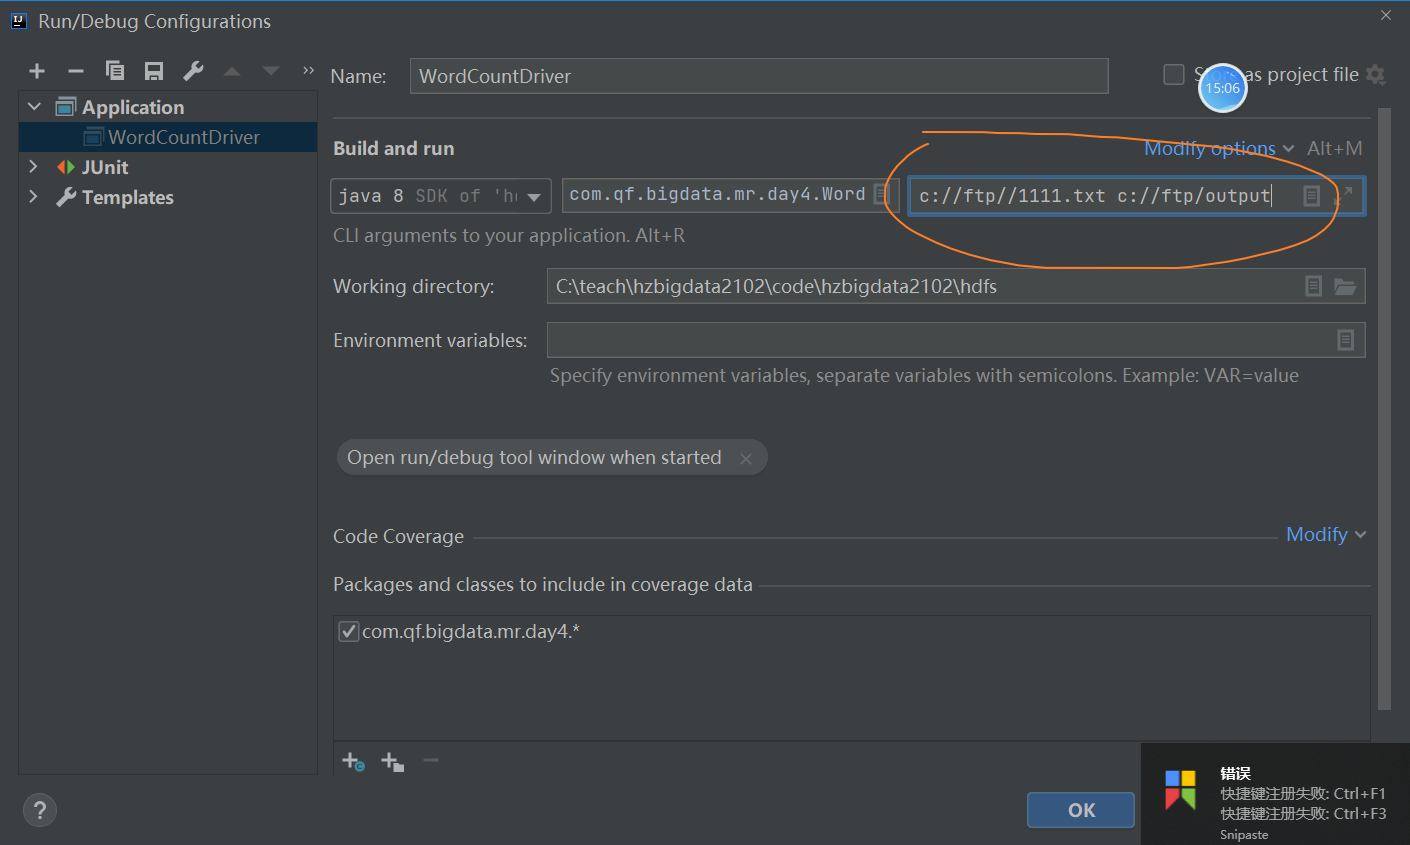 Run/Debug Configurations
Name:
WordCountDriver
as project file
15:06
Application
WordCountDriver
JUnit
Templates
Build and run
Modify options
Alt+M
java 8 SDK of
com.qf.bigdata.mr.day4.Word
c://ftp//1111.txt c://ftp/output
CLI arguments to your application. Alt+R
Working directory:
C:\teach\hzbigdata2102\code\hzbigdata2102\hdfs
Environment variables:
Specify environment variables, separate variables with semicolons. Example: VAR=value
Open run/debug tool window when started
Code Coverage
Modify
Packages and classes to include in coverage data
com.qf.bigdata.mr.day4.*
?
OK
错误
快捷键注册失败: Ctrl+F1
快捷键注册失败: Ctrl+F3
Snipaste